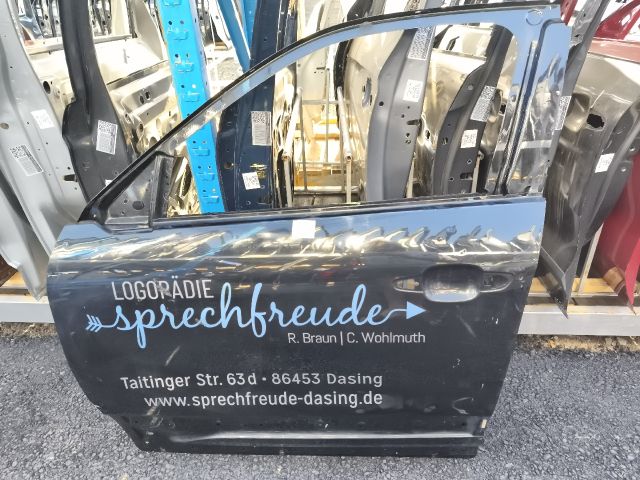 LOGOPÄDIE
sprechfreude
R. Braun | C. Wohlmuth
Taitinger Str. 63d • 86453 Dasing
www.sprechfreude-dasing.de